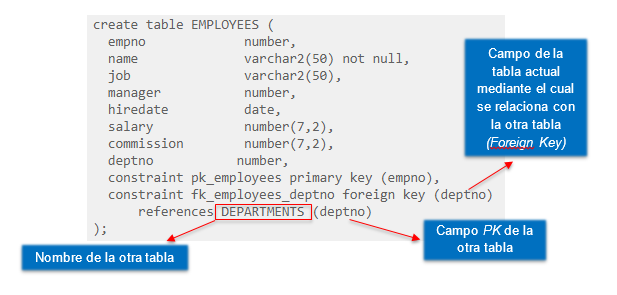 create table EMPLOYEES (
empno number,
name varchar2(50) not null,
job varchar2(50),
manager number,
hiredate date,
salary number(7,2),
commission number(7,2),
deptno number,
constraint pk_employees primary key (empno),
constraint fk_employees_deptno foreign key (deptno)
references DEPARTMENTS (deptno)
);
Campo de la
tabla actual
mediante el cual
se relaciona con
la otra tabla
(Foreign Key)
Campo PK de la
otra tabla
Nombre de la otra tabla